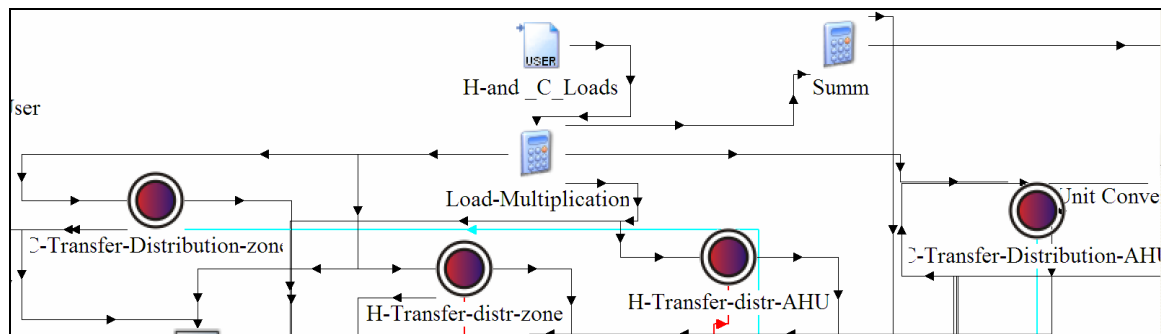 USER
H-and _C_Loads
Summ
Load-Multiplication
Unit Conve
C-Transfer-Distribution-zone
C-Transfer-Distribution-AHU
H-Transfer-distr-zone
H-Transfer-distr-AHU